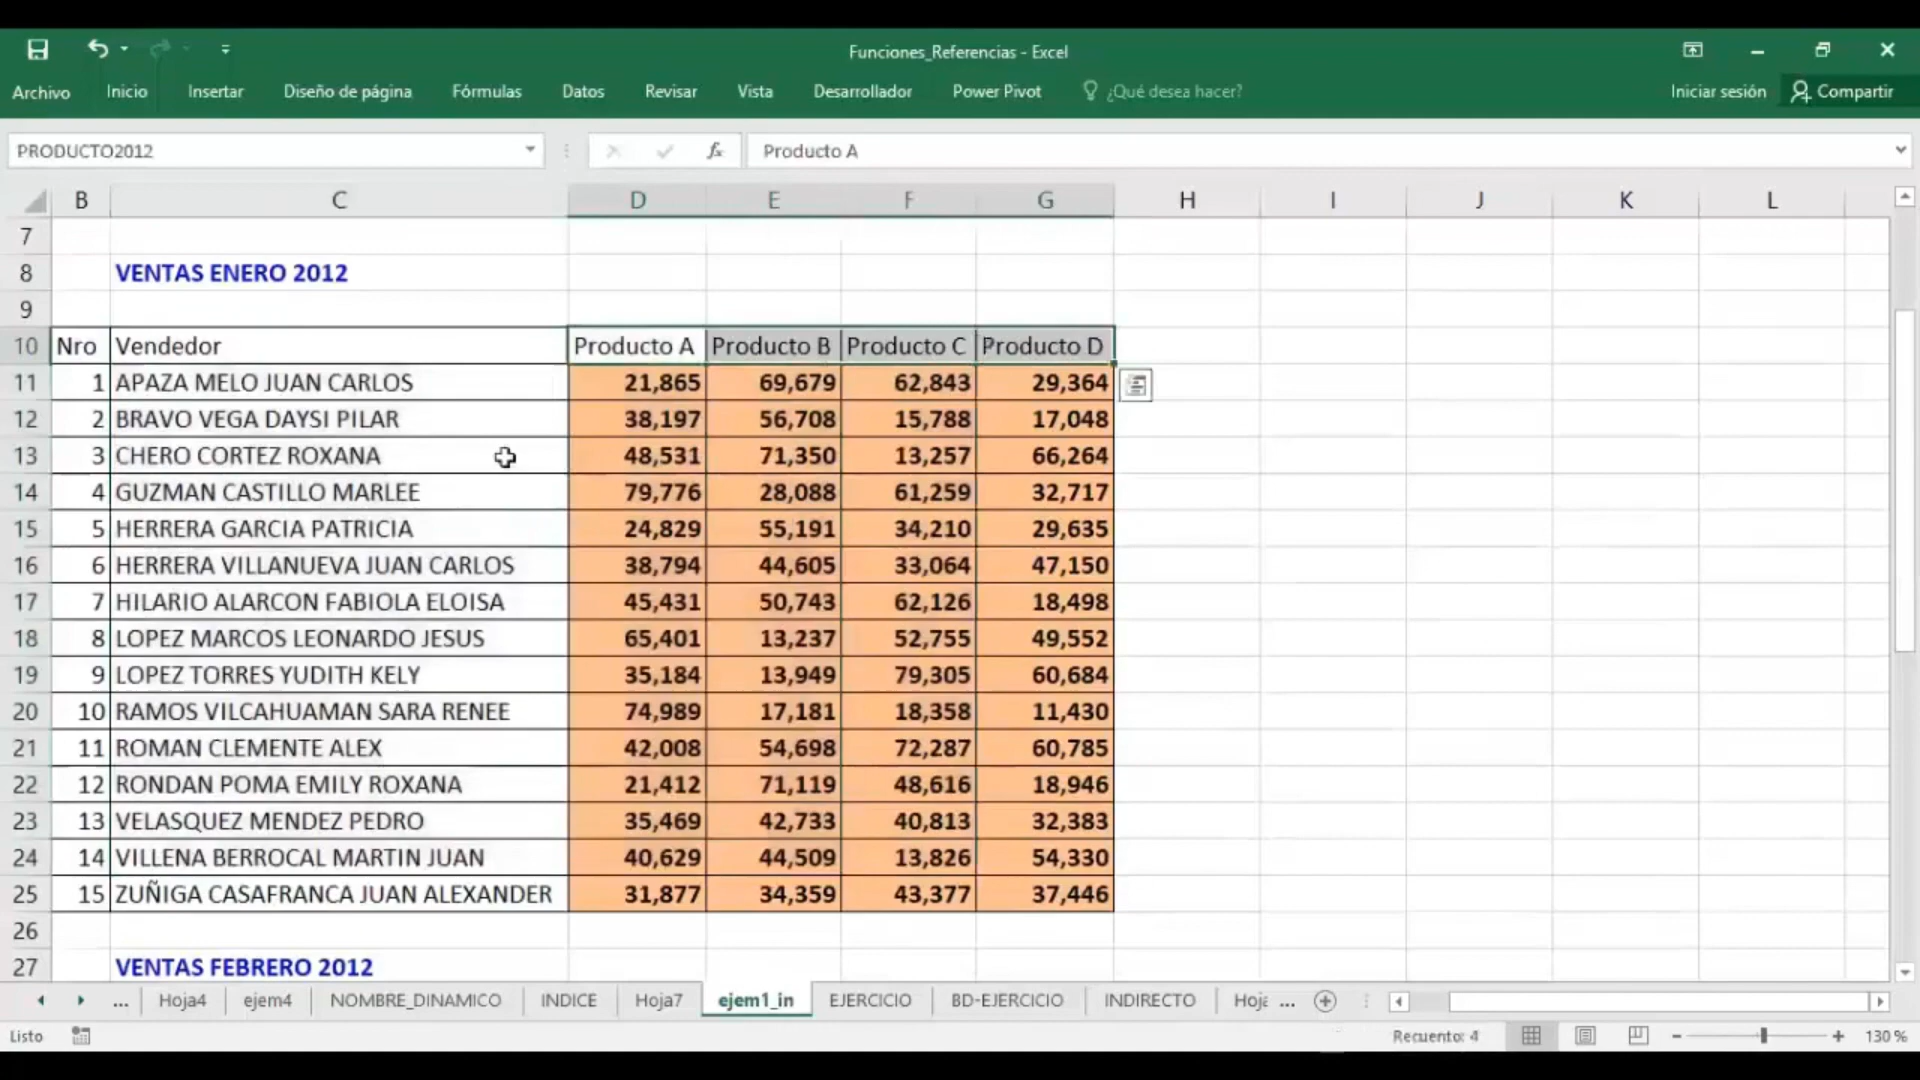 Funciones_Referencias - Excel
Archivo Inicio Insertar Diseño de página Fórmulas Datos Revisar Vista Desarrollador Power Pivot ¿Qué desea hacer? Iniciar sesión Compartir
PRODUCTO2012 fx Producto A
B C D E F G H I J K L
7
8 VENTAS ENERO 2012
9
10 Nro Vendedor Producto A Producto B Producto C Producto D
11 1 APAZA MELO JUAN CARLOS 21,865 69,679 62,843 29,364
12 2 BRAVO VEGA DAYSI PILAR 38,197 56,708 15,788 17,048
13 3 CHERO CORTEZ ROXANA 48,531 71,350 13,257 66,264
14 4 GUZMAN CASTILLO MARLEE 79,776 28,088 61,259 32,717
15 5 HERRERA GARCIA PATRICIA 24,829 55,191 34,210 29,635
16 6 HERRERA VILLANUEVA JUAN CARLOS 38,794 44,605 33,064 47,150
17 7 HILARIO ALARCON FABIOLA ELOISA 45,431 50,743 62,126 18,498
18 8 LOPEZ MARCOS LEONARDO JESUS 65,401 13,237 52,755 49,552
19 9 LOPEZ TORRES YUDITH KELY 35,184 13,949 79,305 60,684
20 10 RAMOS VILCAHUAMAN SARA RENEE 74,989 17,181 18,358 11,430
21 11 ROMAN CLEMENTE ALEX 42,008 54,698 72,287 60,785
22 12 RONDAN POMA EMILY ROXANA 21,412 71,119 48,616 18,946
23 13 VELASQUEZ MENDEZ PEDRO 35,469 42,733 40,813 32,383
24 14 VILLENA BERROCAL MARTIN JUAN 40,629 44,509 13,826 54,330
25 15 ZUÑIGA CASAFRANCA JUAN ALEXANDER 31,877 34,359 43,377 37,446
26
27 VENTAS FEBRERO 2012
... Hoja4 ejem4 NOMBRE_DINAMICO INDICE Hoja7 ejem1_in EJERCICIO BD-EJERCICIO INDIRECTO Hoja ...
Listo Recuento: 4 130 %